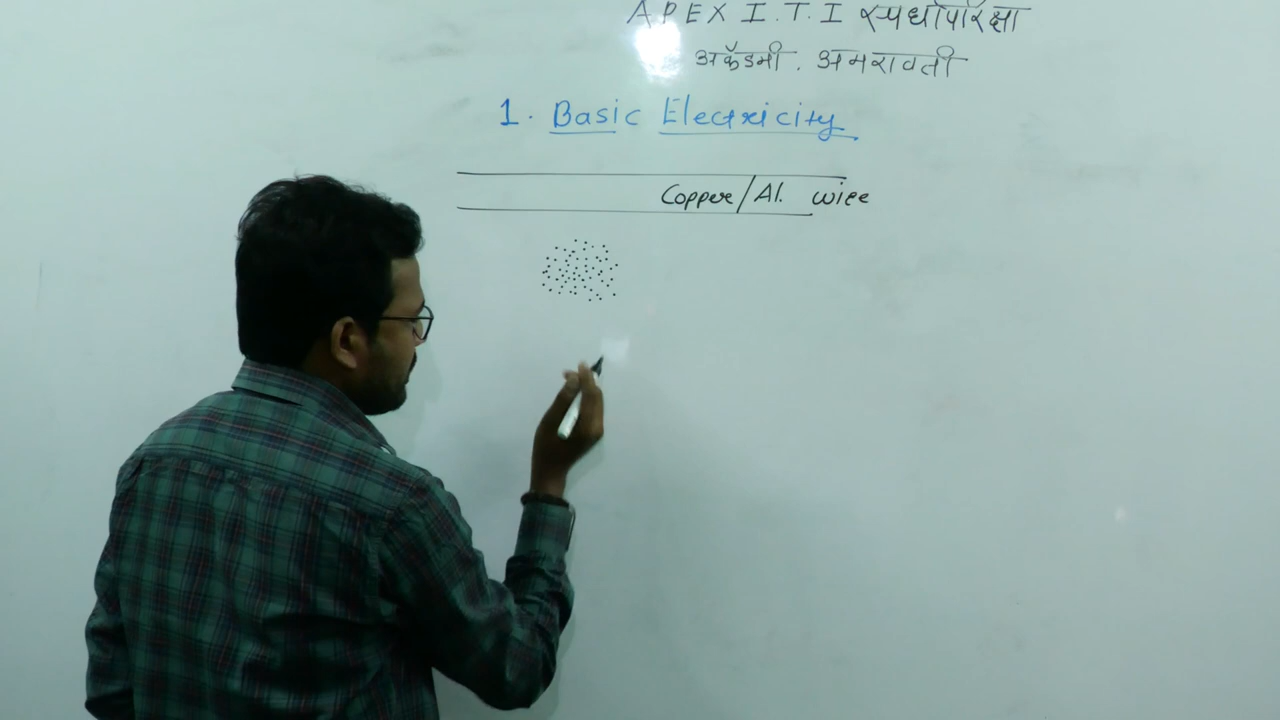 APEX I.T.I स्पर्धापरिक्षा
अकॅडमी. अमरावती
1. Basic Electricity
Copper/Al. wire